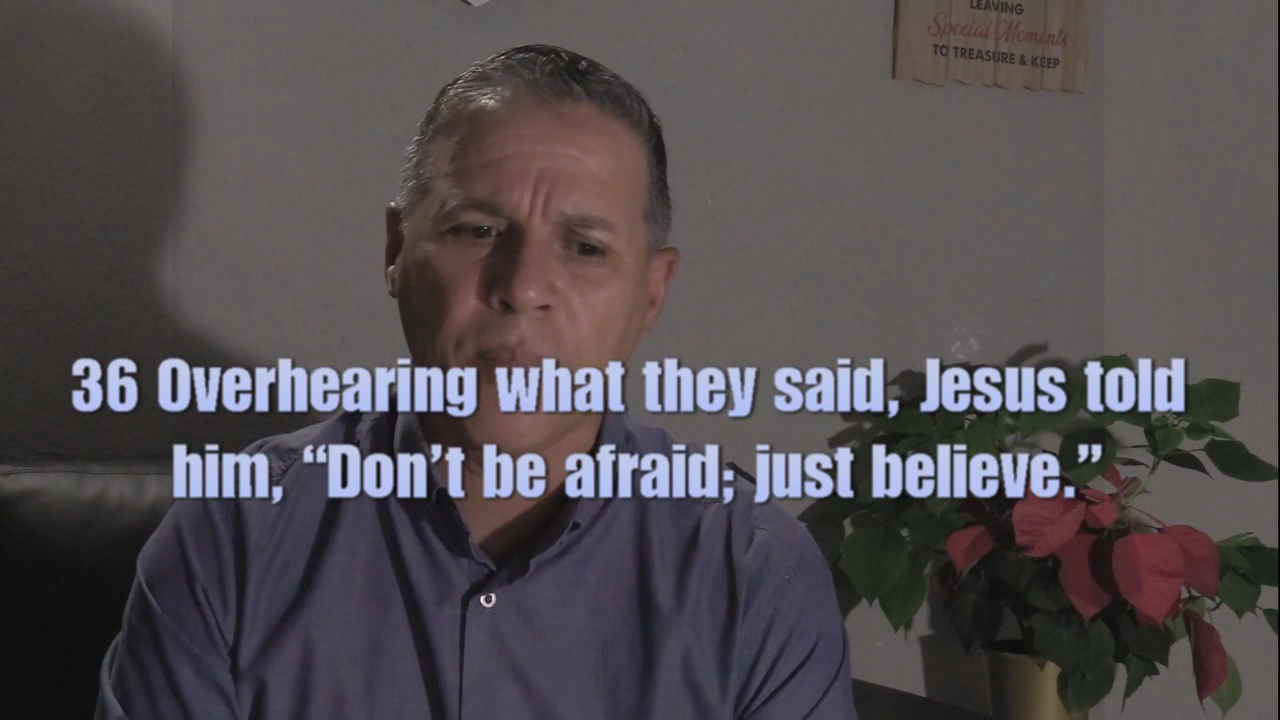 LEAVING
Special Moments
TO TREASURE & KEEP
36 Overhearing what they said, Jesus told
him, “Don’t be afraid; just believe.”